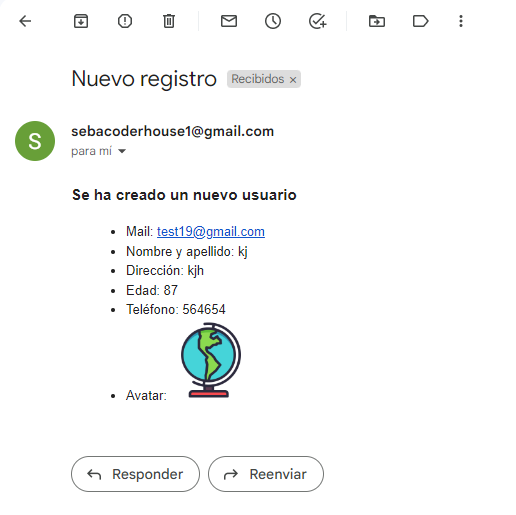 Nuevo registro Recibidos ×
S sebacoderhouse1@gmail.com
para mí
Se ha creado un nuevo usuario
• Mail: test19@gmail.com
• Nombre y apellido: kj
• Dirección: kjh
• Edad: 87
• Teléfono: 564654
• Avatar:
Responder Reenviar